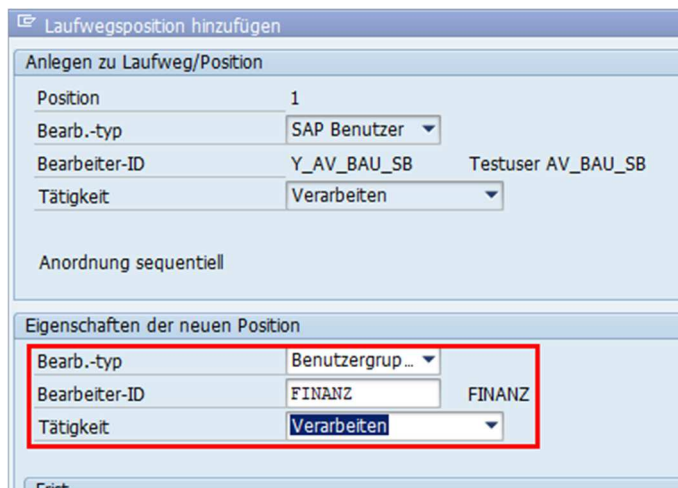 Laufwegsposition hinzufügen
Anlegen zu Laufweg/Position
Position 1
Bearb.-typ SAP Benutzer
Bearbeiter-ID Y_AV_BAU_SB Testuser AV_BAU_SB
Tätigkeit Verarbeiten
Anordnung sequentiell
Eigenschaften der neuen Position
Bearb.-typ Benutzergrup...
Bearbeiter-ID FINANZ FINANZ
Tätigkeit Verarbeiten
Frist